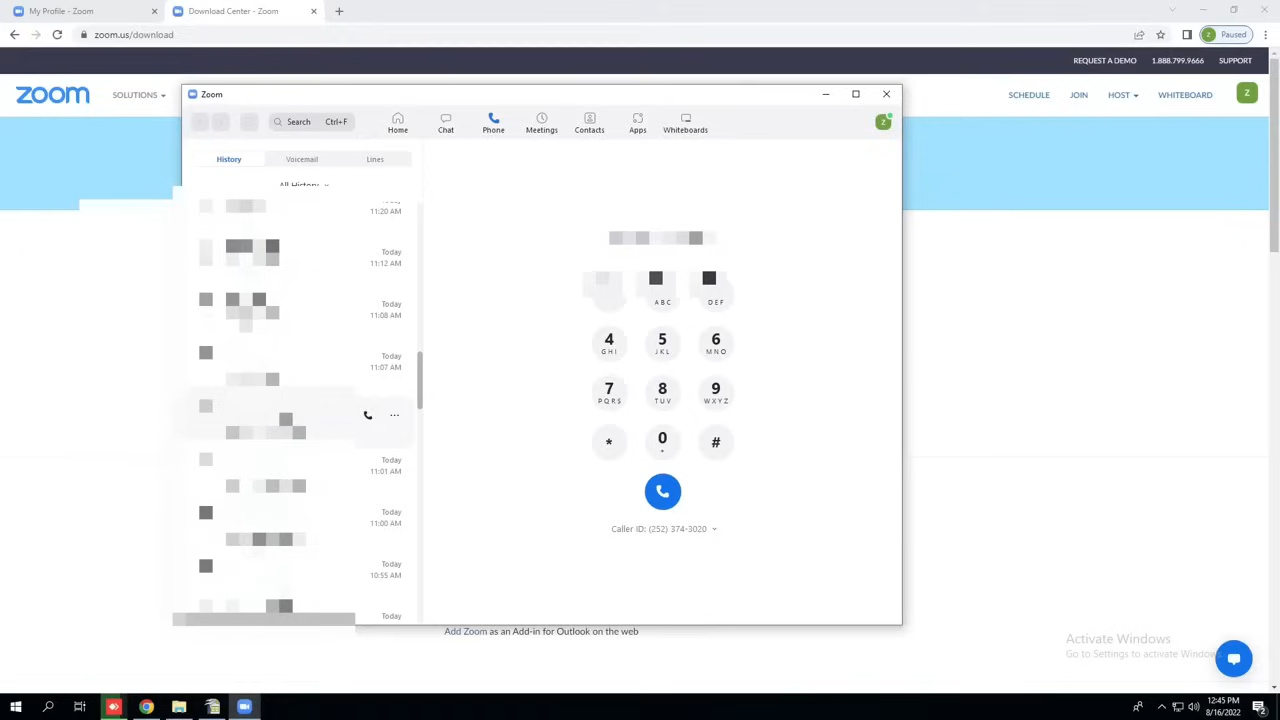 My Profile - Zoom
Download Center - Zoom
zoom.us/download
Paused
REQUEST A DEMO 1.888.799.9666 SUPPORT
zoom SOLUTIONS
SCHEDULE JOIN HOST WHITEBOARD Z
Zoom
Search Ctrl+F
Home Chat Phone Meetings Contacts Apps Whiteboards
Z
History Voicemail Lines
All History
11:20 AM
Today
11:12 AM
Today
11:08 AM
Today
11:07 AM
Today
11:01 AM
Today
11:00 AM
Today
10:55 AM
Today
ABC DEF
4 5 6
GHI JKL MNO
7 8 9
PQRS TUV WXYZ
* 0 #
+
Caller ID: (252) 374-3020
Add Zoom as an Add-in for Outlook on the web
Activate Windows
Go to Settings to activate Windows
12:45 PM
8/16/2022
2